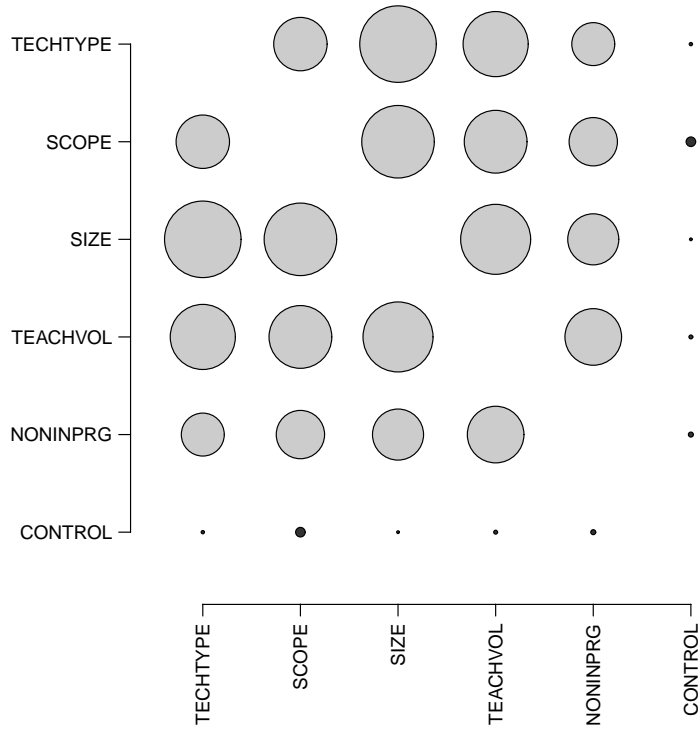 TECHTYPE
SCOPE
SIZE
TEACHVOL
NONINPRG
CONTROL
TECHTYPE
SCOPE
SIZE
TEACHVOL
NONINPRG
CONTROL